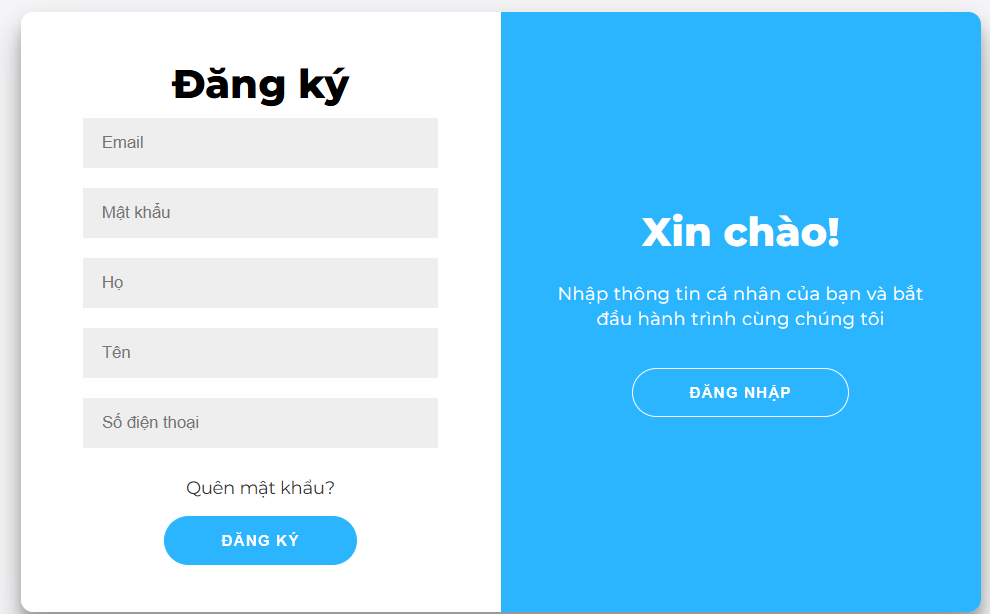 Đăng ký
Email
Mật khẩu
Họ
Tên
Số điện thoại
Quên mật khẩu?
ĐĂNG KÝ
Xin chào!
Nhập thông tin cá nhân của bạn và bắt
đầu hành trình cùng chúng tôi
ĐĂNG NHẬP